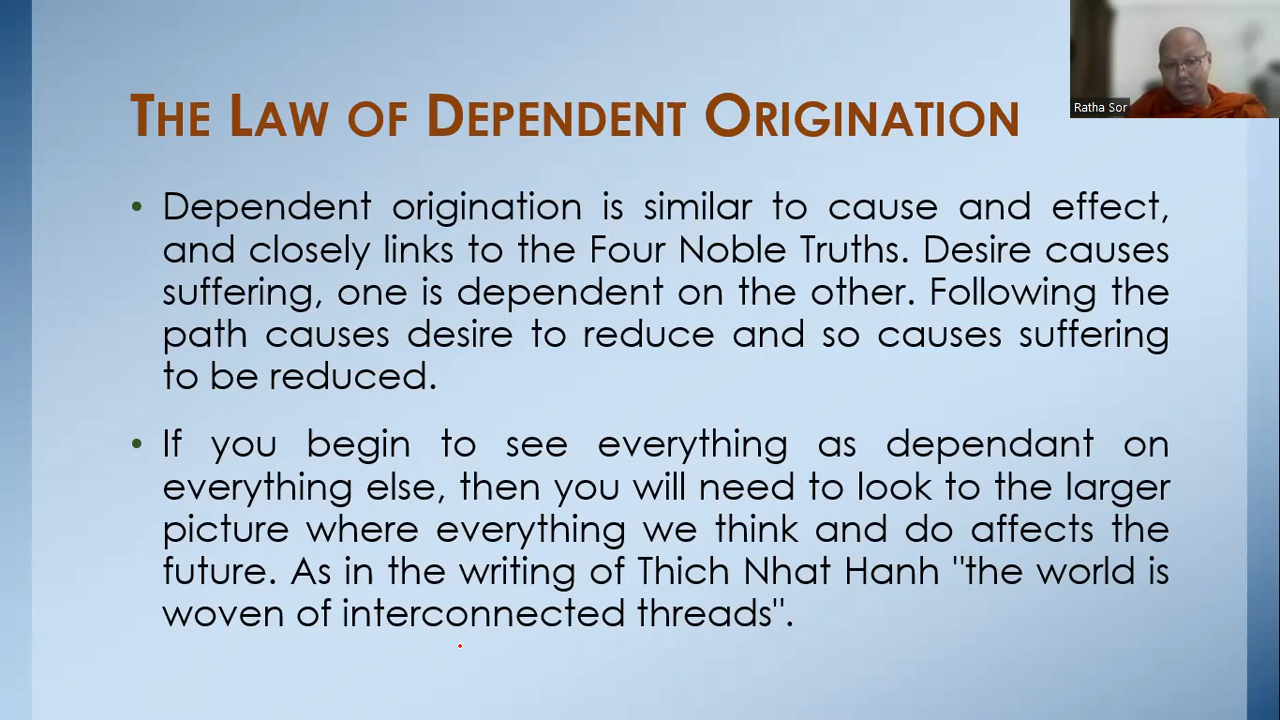 THE LAW OF DEPENDENT ORIGINATION
Ratha Sor
• Dependent origination is similar to cause and effect,
and closely links to the Four Noble Truths. Desire causes
suffering, one is dependent on the other. Following the
path causes desire to reduce and so causes suffering
to be reduced.
• If you begin to see everything as dependant on
everything else, then you will need to look to the larger
picture where everything we think and do affects the
future. As in the writing of Thich Nhat Hanh "the world is
woven of interconnected threads".